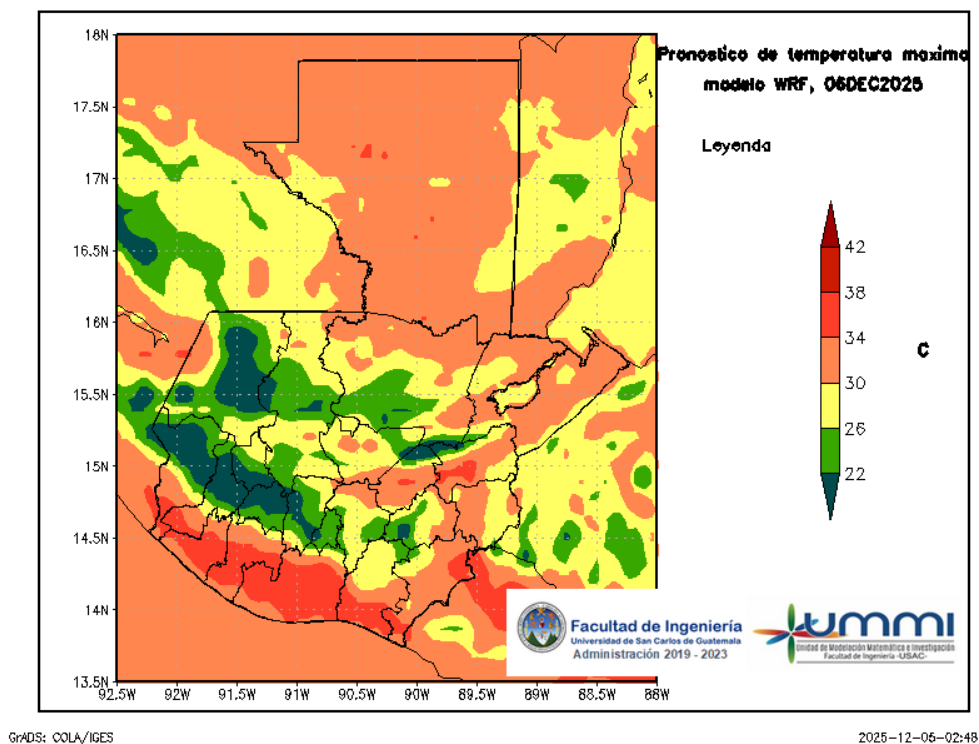 Pronostico de temperatura maxima
modelo WRF, 06DEC2025
Leyenda
18N
17.5N
17N
16.5N
16N
15.5N
15N
14.5N
14N
13.5N
92.5W
92W
91.5W
91W
90.5W
90W
89.5W
89W
88.5W
88W
42
38
34
30
26
22
C
Facultad de Ingeniería
Universidad de San Carlos de Guatemala
Administración 2019 - 2023
ummi
Unidad de Modelación Matemática e Investigación
Facultad de Ingeniería -USAC-
GrADS: COLA/IGES
2025-12-05-02:48